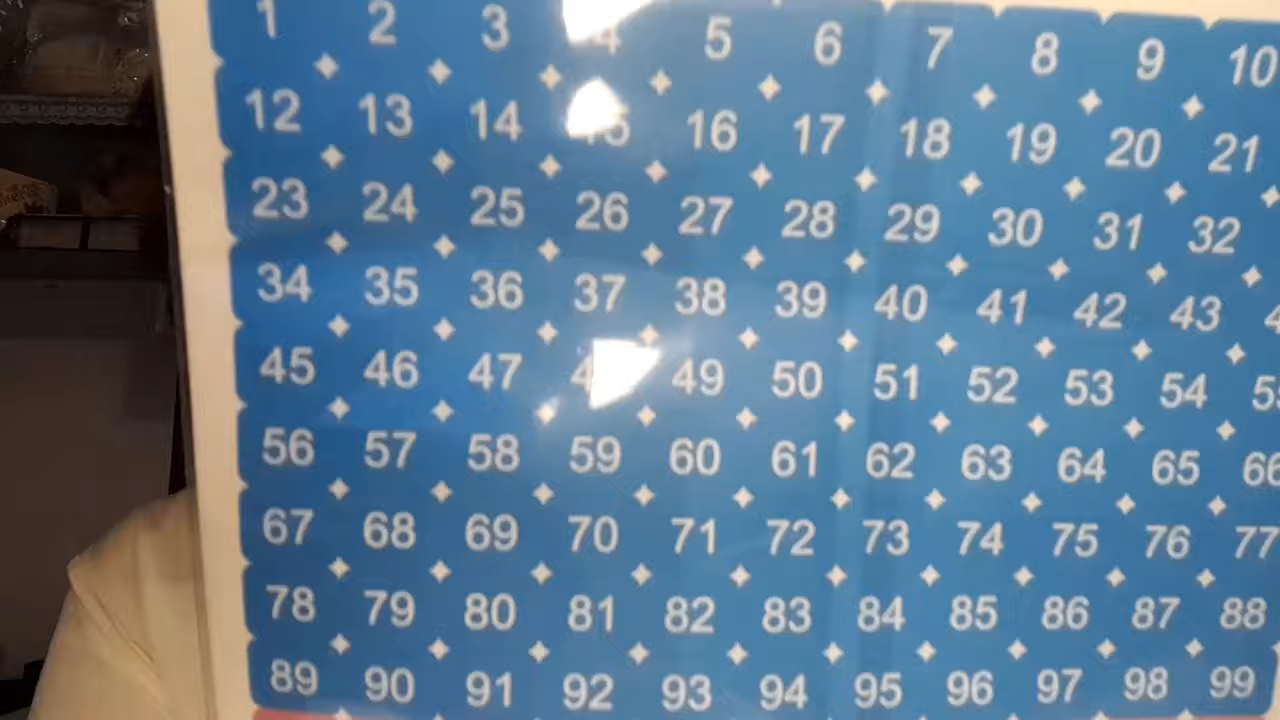 1 2 3 4 5 6 7 8 9 10
12 13 14 15 16 17 18 19 20 21
23 24 25 26 27 28 29 30 31 32
34 35 36 37 38 39 40 41 42 43
45 46 47 49 50 51 52 53 54
56 57 58 59 60 61 62 63 64 65 66
67 68 69 70 71 72 73 74 75 76 77
78 79 80 81 82 83 84 85 86 87 88
89 90 91 92 93 94 95 96 97 98 99